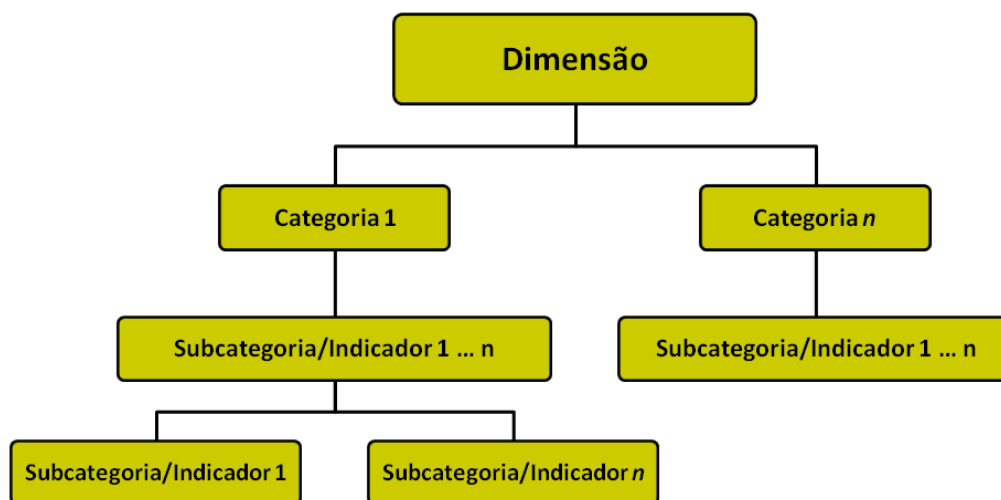 Dimensão
Categoria 1
Categoria n
Subcategoria/Indicador 1 ... n
Subcategoria/Indicador 1 ... n
Subcategoria/Indicador 1
Subcategoria/Indicador n